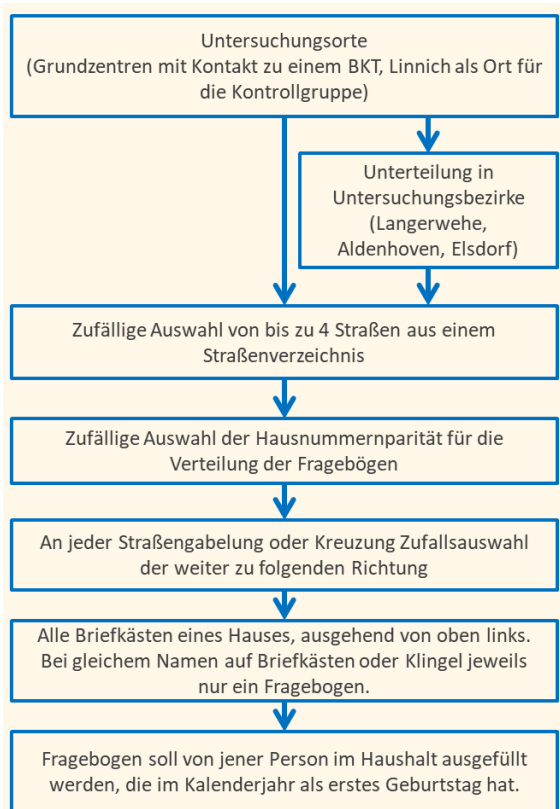 Untersuchungsorte
(Grundzentren mit Kontakt zu einem BKT, Linnich als Ort für
die Kontrollgruppe)
Unterteilung in
Untersuchungsbezirke
(Langerwehe,
Aldenhoven, Elsdorf)
Zufällige Auswahl von bis zu 4 Straßen aus einem
Straßenverzeichnis
Zufällige Auswahl der Hausnummernparität für die
Verteilung der Fragebögen
An jeder Straßengabelung oder Kreuzung Zufallsauswahl
der weiter zu folgenden Richtung
Alle Briefkästen eines Hauses, ausgehend von oben links.
Bei gleichem Namen auf Briefkästen oder Klingel jeweils
nur ein Fragebogen.
Fragebogen soll von jener Person im Haushalt ausgefüllt
werden, die im Kalenderjahr als erstes Geburtstag hat.